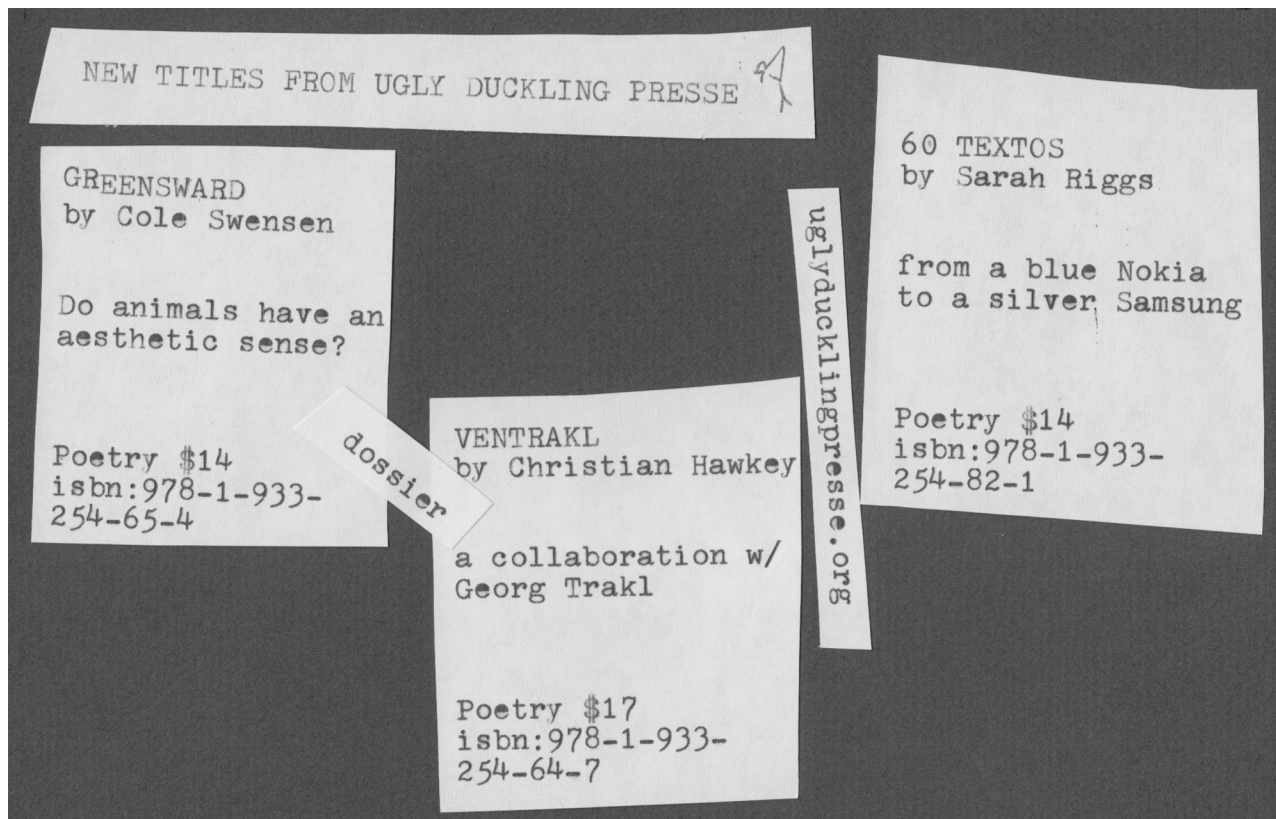 NEW TITLES FROM UGLY DUCKLING PRESSE
GREENSWARD
by Cole Swensen
Do animals have an
aesthetic sense?
Poetry $14
isbn:978-1-933-
254-65-4
dossier
VENTRAKL
by Christian Hawkey
a collaboration w/
Georg Trakl
Poetry $17
isbn:978-1-933-
254-64-7
uglyducklingpresse.org
60 TEXTOS
by Sarah Riggs
from a blue Nokia
to a silver Samsung
Poetry $14
isbn:978-1-933-
254-82-1